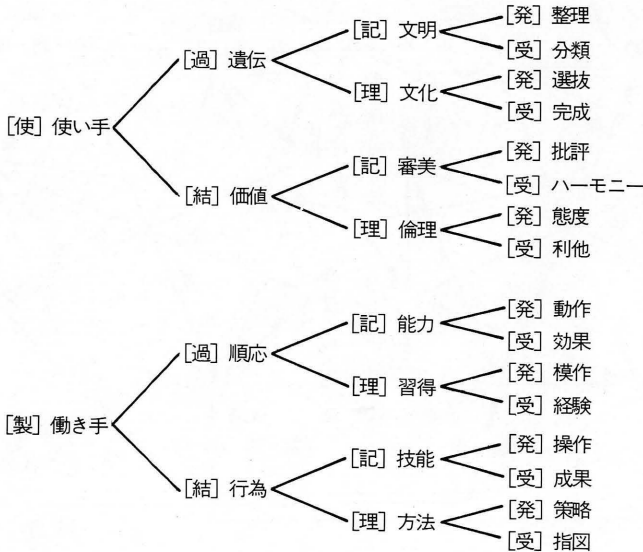 [使] 使い手
[過] 遺伝
[記] 文明
[発] 整理
[受] 分類
[理] 文化
[発] 選抜
[受] 完成
[結] 価値
[記] 審美
[発] 批評
[受] ハーモニー
[理] 倫理
[発] 態度
[受] 利他
[製] 働き手
[過] 順応
[記] 能力
[発] 動作
[受] 効果
[理] 習得
[発] 模作
[受] 経験
[結] 行為
[記] 技能
[発] 操作
[受] 成果
[理] 方法
[発] 策略
[受] 指図